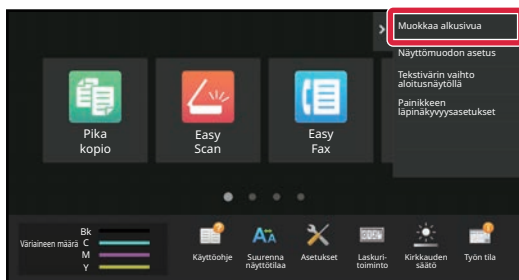 Muokkaa alkusivua
Näyttömuodon asetus
Tekstivärin vaihto
aloitusnäytöllä
Painikkeen
läpinäkyvyysasetukset
Pika
kopio
Easy
Scan
Easy
Fax
Väriaineen määrä
Bk
C
M
Y
Käyttöohje
Suurenna
näyttötilaa
Asetukset
Laskuri-
toiminto
Kirkkauden
säätö
Työn tila